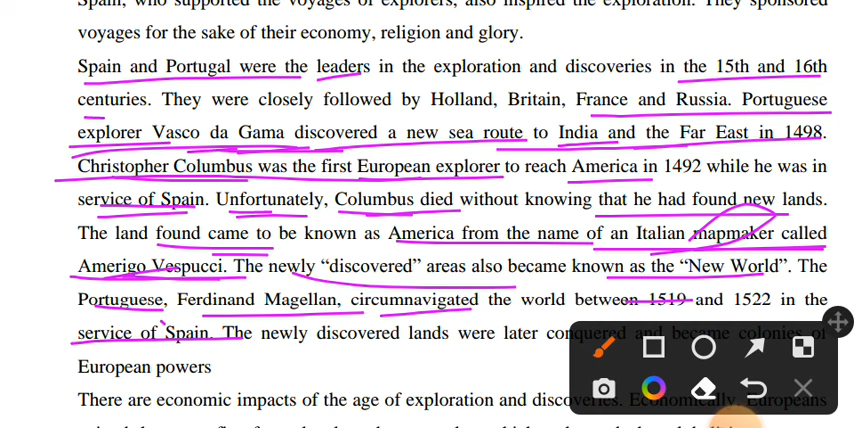 Spain, who supported the voyages of explorers, also inspired the exploration. They sponsored
voyages for the sake of their economy, religion and glory.
Spain and Portugal were the leaders in the exploration and discoveries in the 15th and 16th
centuries. They were closely followed by Holland, Britain, France and Russia. Portuguese
explorer Vasco da Gama discovered a new sea route to India and the Far East in 1498.
Christopher Columbus was the first European explorer to reach America in 1492 while he was in
service of Spain. Unfortunately, Columbus died without knowing that he had found new lands.
The land found came to be known as America from the name of an Italian mapmaker called
Amerigo Vespucci. The newly “discovered” areas also became known as the “New World”. The
Portuguese, Ferdinand Magellan, circumnavigated the world between 1519 and 1522 in the
service of Spain. The newly discovered lands were later conquered and became colonies of
European powers
There are economic impacts of the age of exploration and discoveries. Economically, Europeans